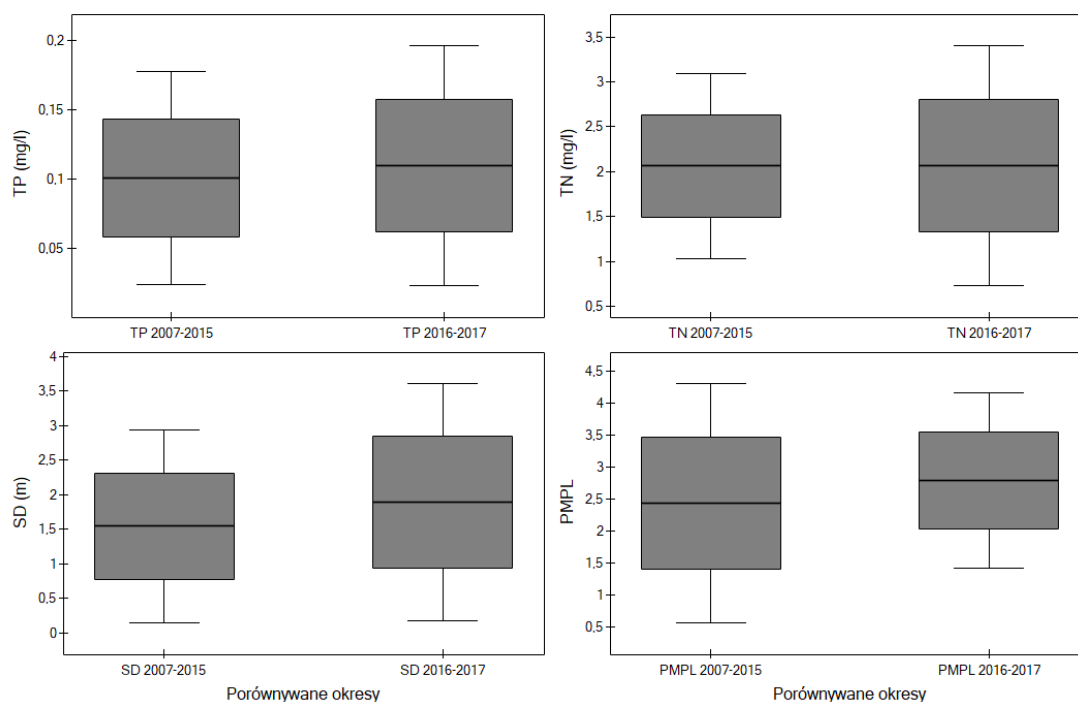 TP (mg/l)
0,2
0,15
0,1
0,05
TP 2007-2015
TP 2016-2017
TN (mg/l)
3,5
3
2,5
2
1,5
1
0,5
TN 2007-2015
TN 2016-2017
SD (m)
4
3,5
3
2,5
2
1,5
1
0,5
0
SD 2007-2015
SD 2016-2017
Porównywane okresy
PMPL
4,5
4
3,5
3
2,5
2
1,5
1
0,5
PMPL 2007-2015
PMPL 2016-2017
Porównywane okresy